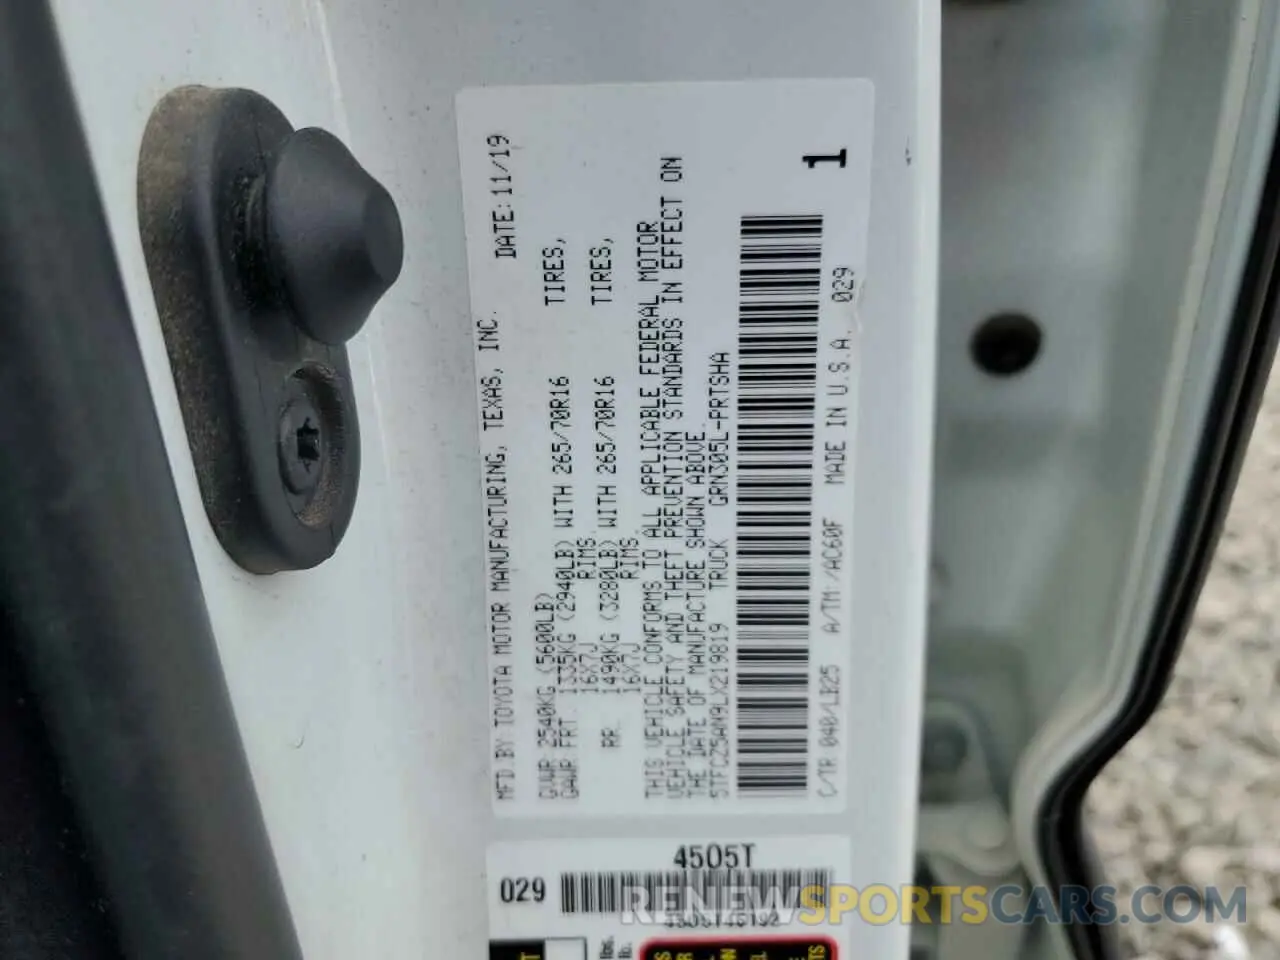 MFD.BY TOYOTA MOTOR MANUFACTURING, TEXAS, INC. DATE: 11/19
GVWR 2540KG (5600LB)
GAWR FRT. 1335KG (2940LB) WITH 265/70R16 TIRES,
16X7J RIMS.
RR. 1490KG (3280LB) WITH 265/70R16 TIRES,
16X7J RIMS.
THIS VEHICLE CONFORMS TO ALL APPLICABLE FEDERAL MOTOR
VEHICLE SAFETY AND THEFT PREVENTION STANDARDS IN EFFECT ON
THE DATE OF MANUFACTURE SHOWN ABOVE.
5TFCZ5AN9LX219819 TRUCK GRN305L-PRTSHA
1
C/TR 040/LB25 A/TM /AC60F MADE IN U.S.A. 029
4505T
029
RENEWSPORTSCARS.COM
lbs.
lb.